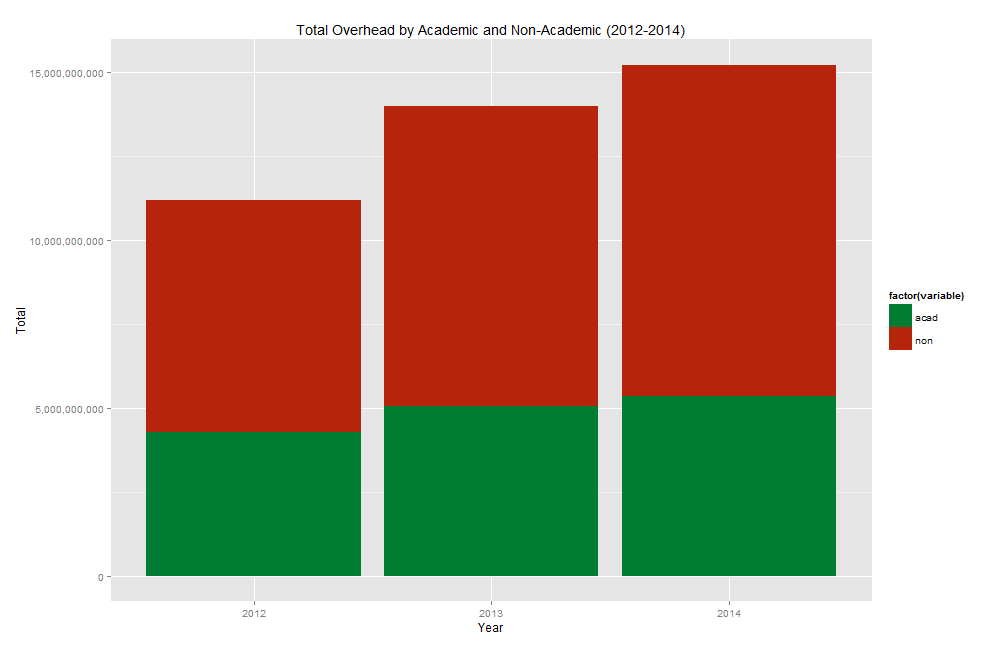 Total Overhead by Academic and Non-Academic (2012-2014)
15,000,000,000
10,000,000,000
5,000,000,000
0
Total
2012
2013
2014
Year
factor(variable)
acad
non